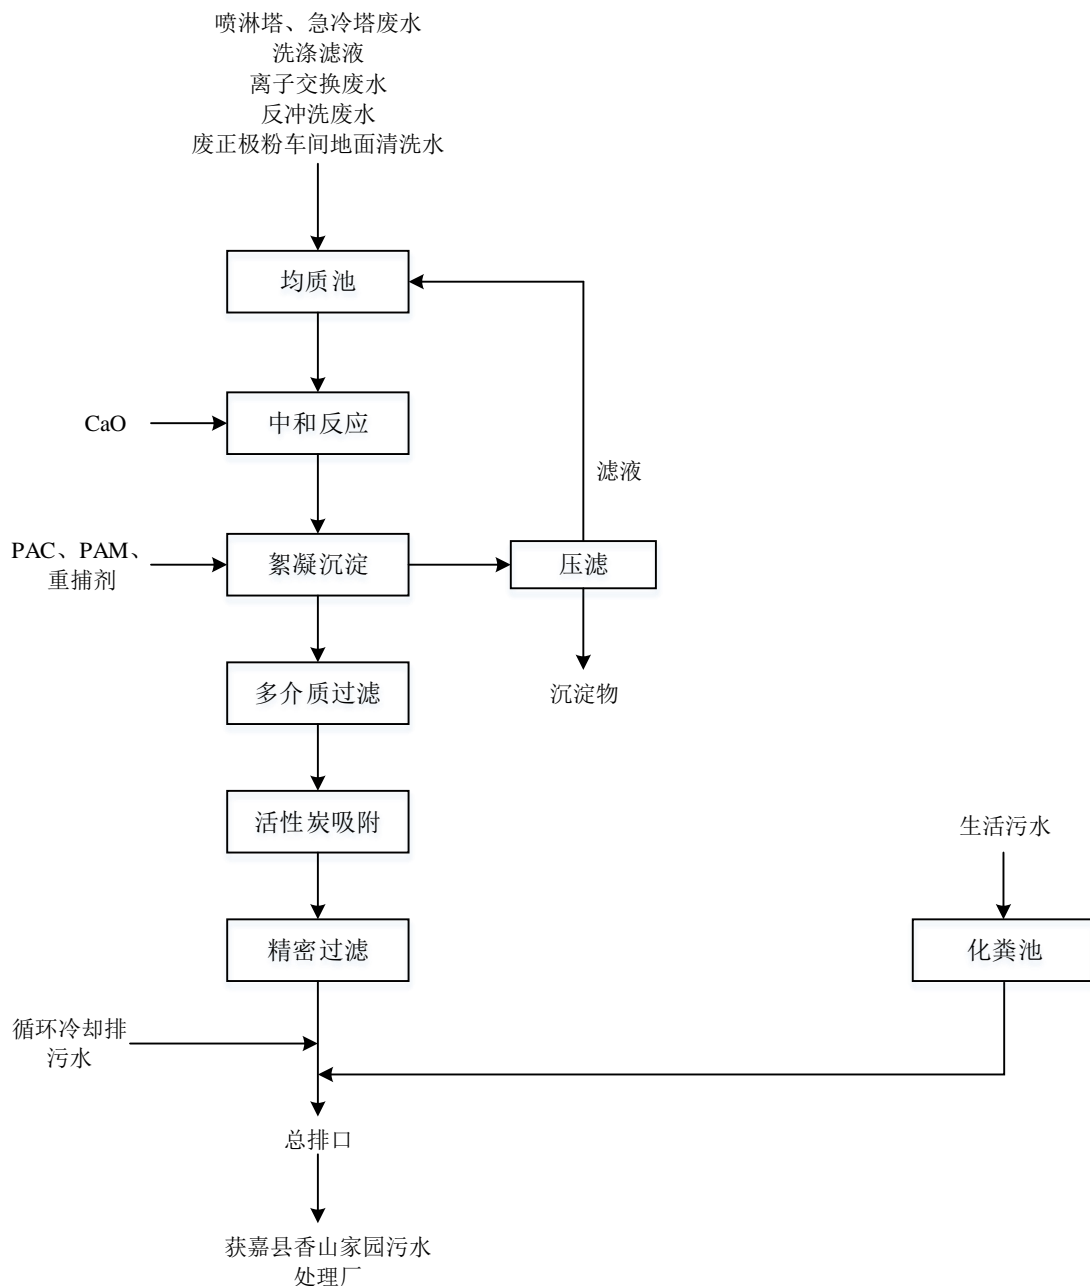 喷淋塔、急冷塔废水
洗涤滤液
离子交换废水
反冲洗废水
废正极粉车间地面清洗水
均质池
CaO
中和反应
滤液
PAC、PAM、
重捕剂
絮凝沉淀
压滤
多介质过滤
沉淀物
活性炭吸附
生活污水
精密过滤
化粪池
循环冷却排
污水
总排口
获嘉县香山家园污水
处理厂